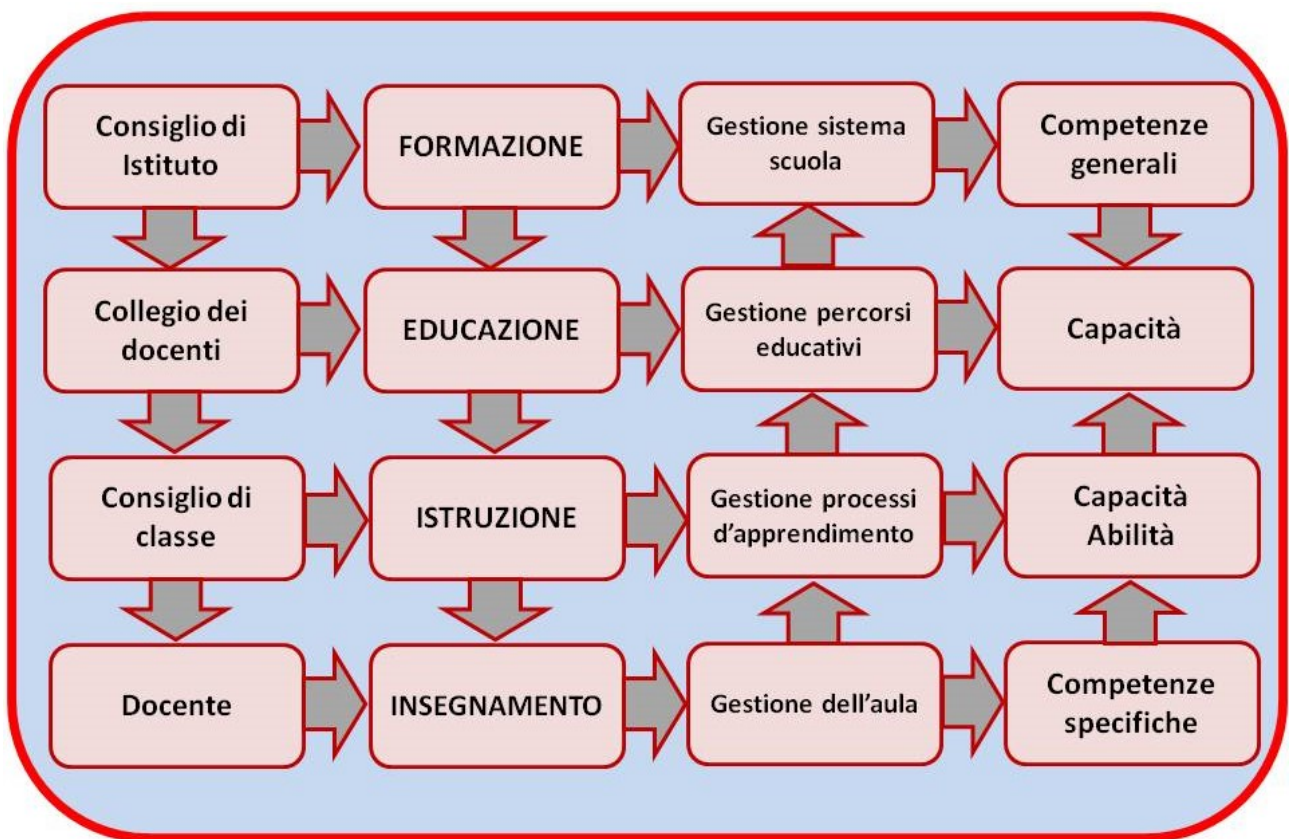 Consiglio di
Istituto
FORMAZIONE
Gestione sistema
scuola
Competenze
generali
Collegio dei
docenti
EDUCAZIONE
Gestione percorsi
educativi
Capacità
Consiglio di
classe
ISTRUZIONE
Gestione processi
d’apprendimento
Capacità
Abilità
Docente
INSEGNAMENTO
Gestione dell’aula
Competenze
specifiche